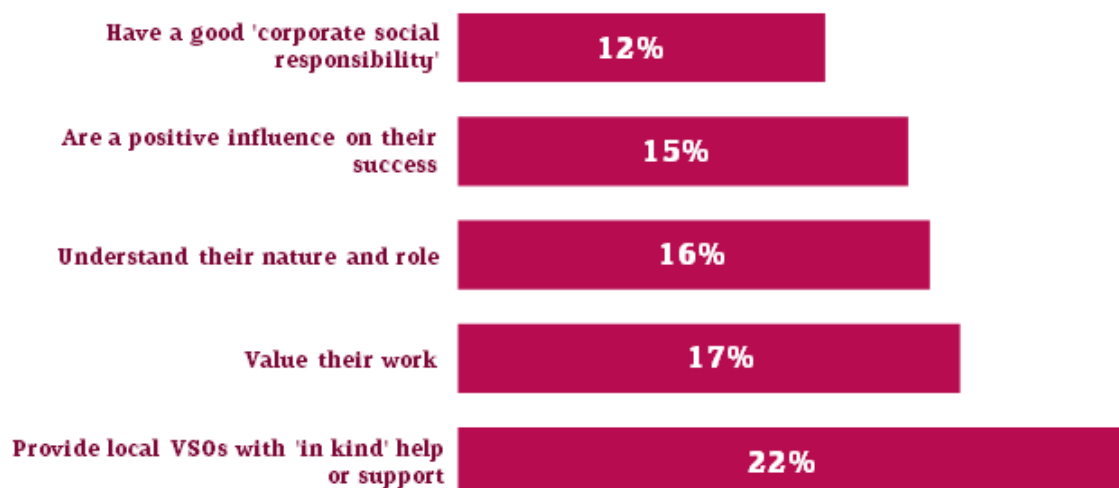 Have a good 'corporate social
responsibility'
12%
Are a positive influence on their
success
15%
Understand their nature and role
16%
Value their work
17%
Provide local VSOs with 'in kind' help
or support
22%